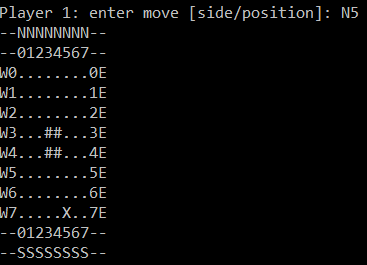 Player 1: enter move [side/position]: N5
--NNNNNNNN--
--01234567--
W0........0E
W1........1E
W2........2E
W3...##...3E
W4...##...4E
W5........5E
W6........6E
W7.....X..7E
--01234567--
--SSSSSSSS--